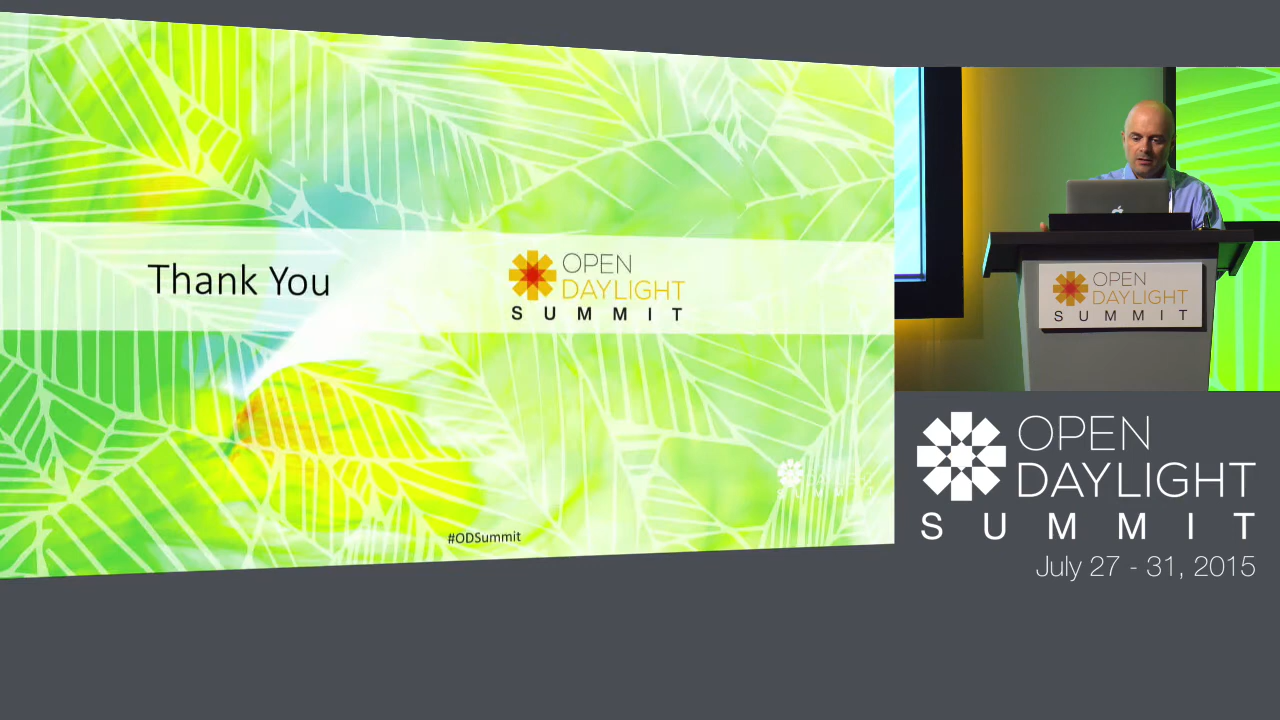 Thank You
OPEN
DAYLIGHT
SUMMIT
#ODSummit
OPEN
DAYLIGHT
SUMMIT
OPEN
DAYLIGHT
SUMMIT
July 27 - 31, 2015